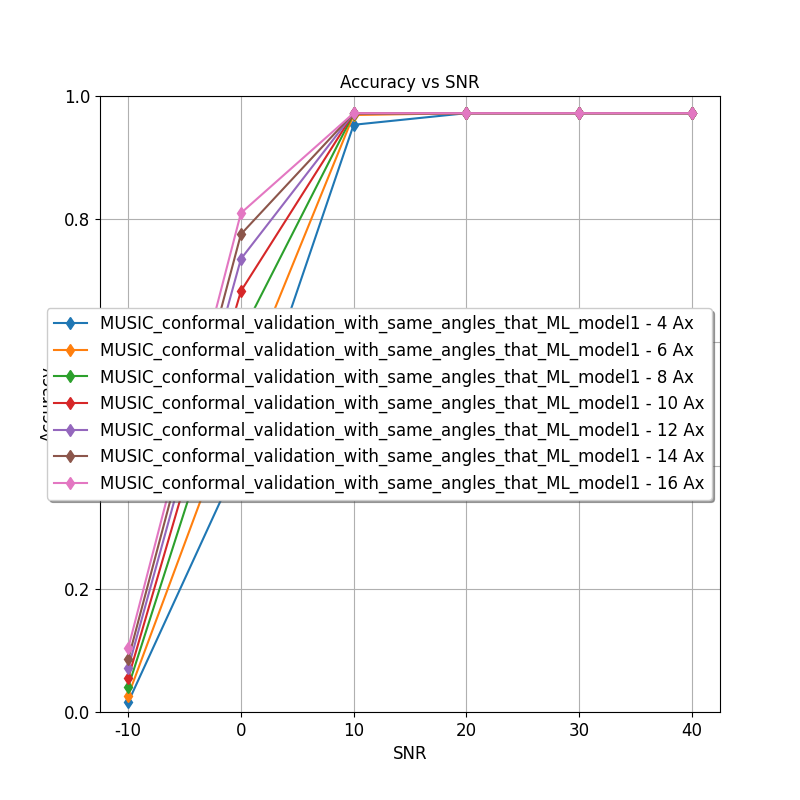 Accuracy vs SNR
1.0
0.8
MUSIC_conformal_validation_with_same_angles_that_ML_model1 - 4 Ax
MUSIC_conformal_validation_with_same_angles_that_ML_model1 - 6 Ax
MUSIC_conformal_validation_with_same_angles_that_ML_model1 - 8 Ax
MUSIC_conformal_validation_with_same_angles_that_ML_model1 - 10 Ax
MUSIC_conformal_validation_with_same_angles_that_ML_model1 - 12 Ax
MUSIC_conformal_validation_with_same_angles_that_ML_model1 - 14 Ax
MUSIC_conformal_validation_with_same_angles_that_ML_model1 - 16 Ax
0.2
0.0
-10 0 10 20 30 40
SNR